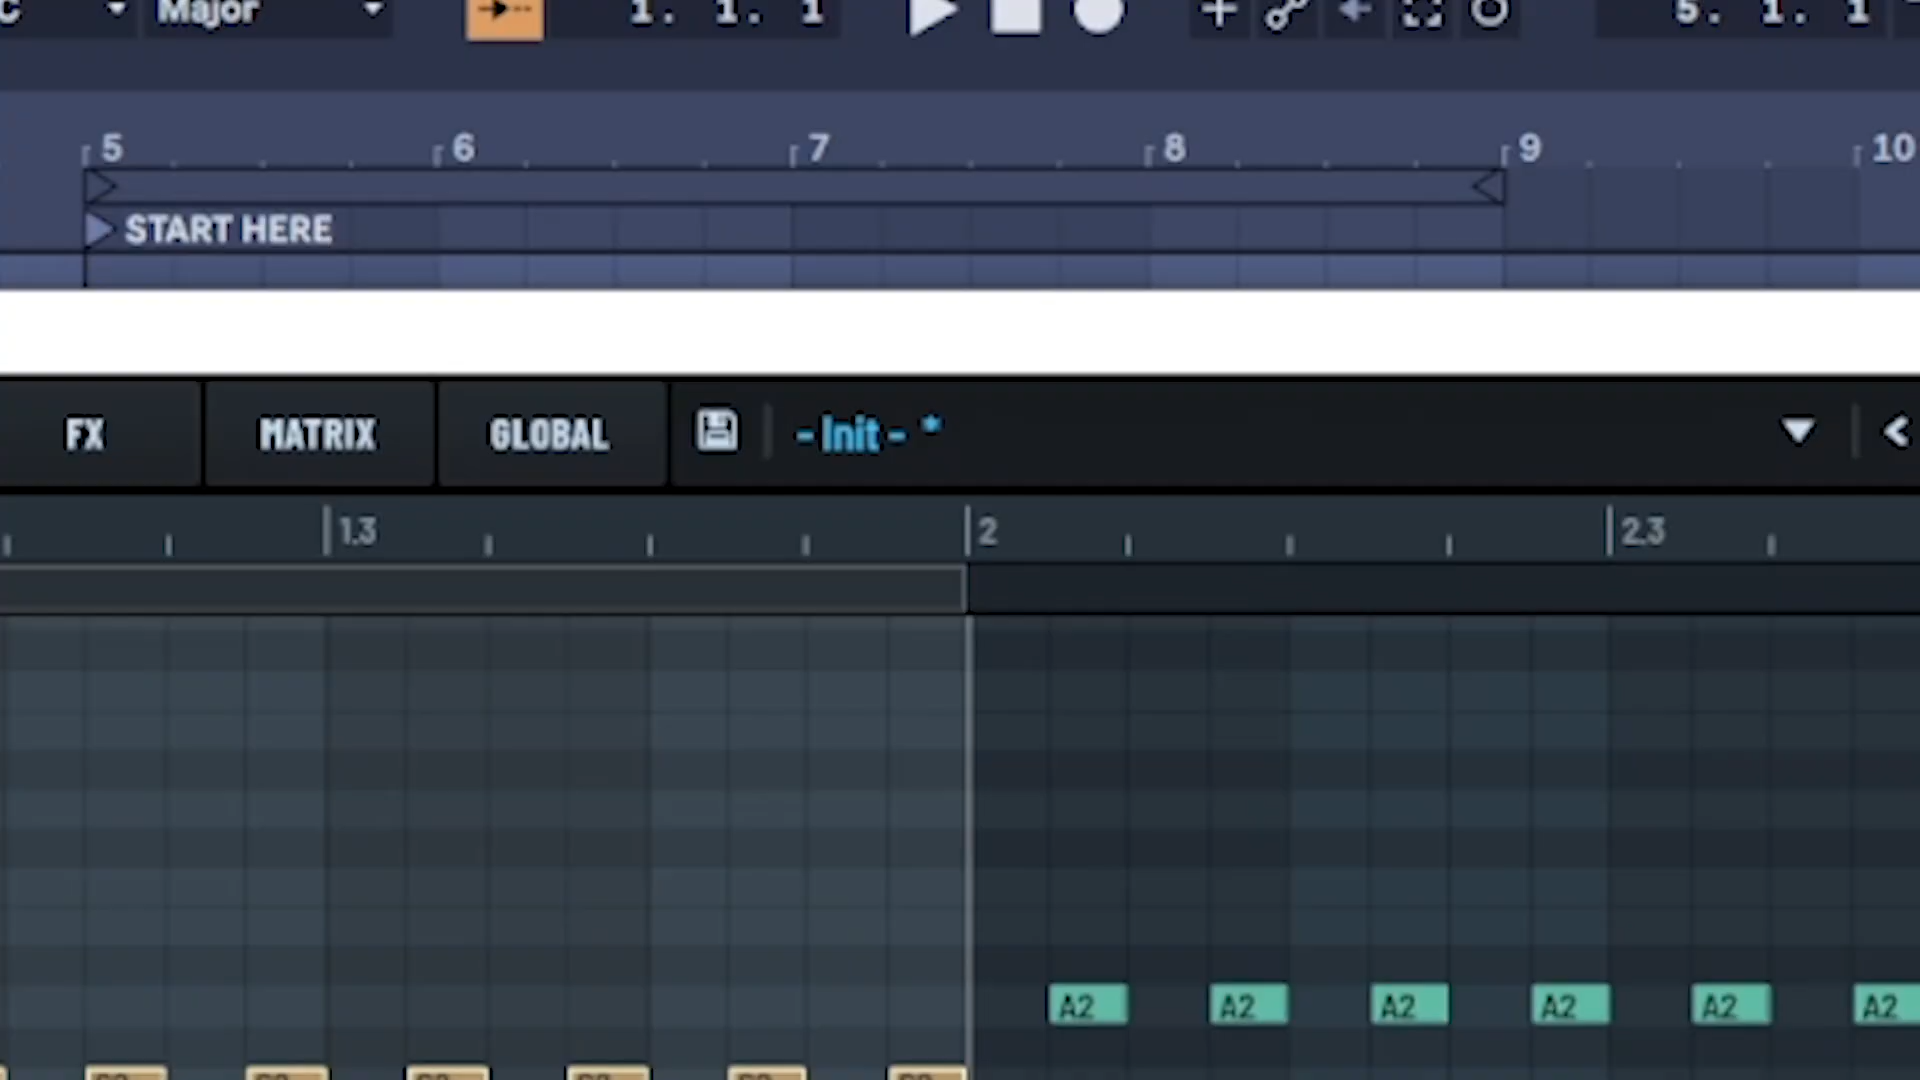 C Major 1. 1. 1 5. 1. 1
5 6 7 8 9 10
START HERE
FX MATRIX GLOBAL - Init - *
1.3 2 2.3
A2 A2 A2 A2 A2 A2